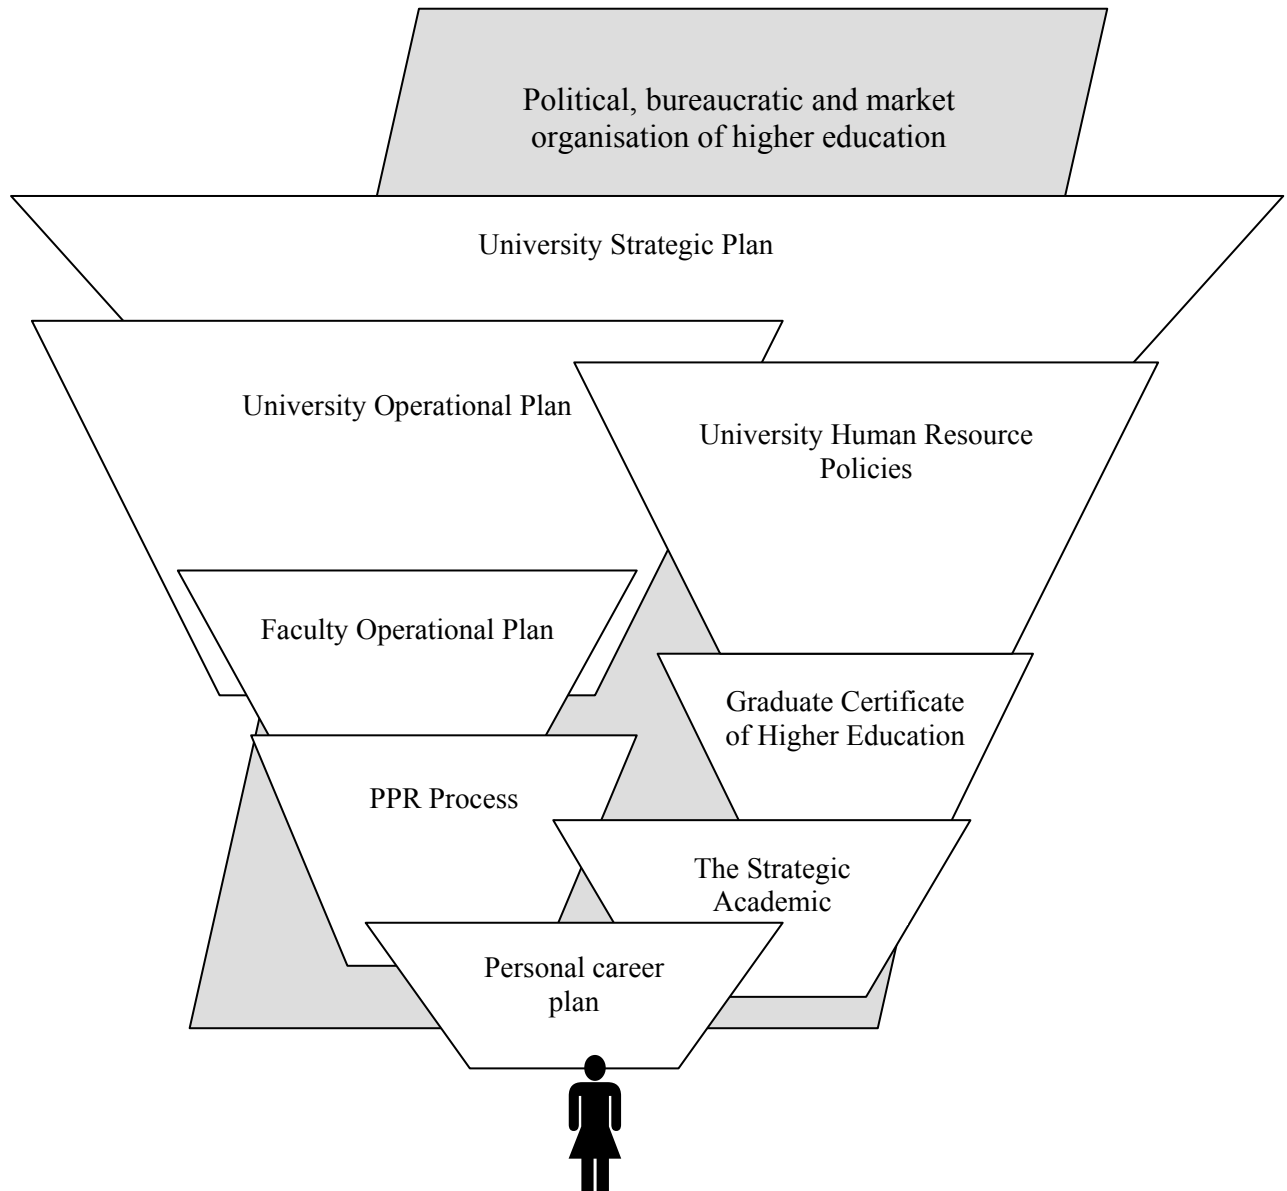 Political, bureaucratic and market
organisation of higher education
University Strategic Plan
University Operational Plan
University Human Resource
Policies
Faculty Operational Plan
Graduate Certificate
of Higher Education
PPR Process
The Strategic
Academic
Personal career
plan